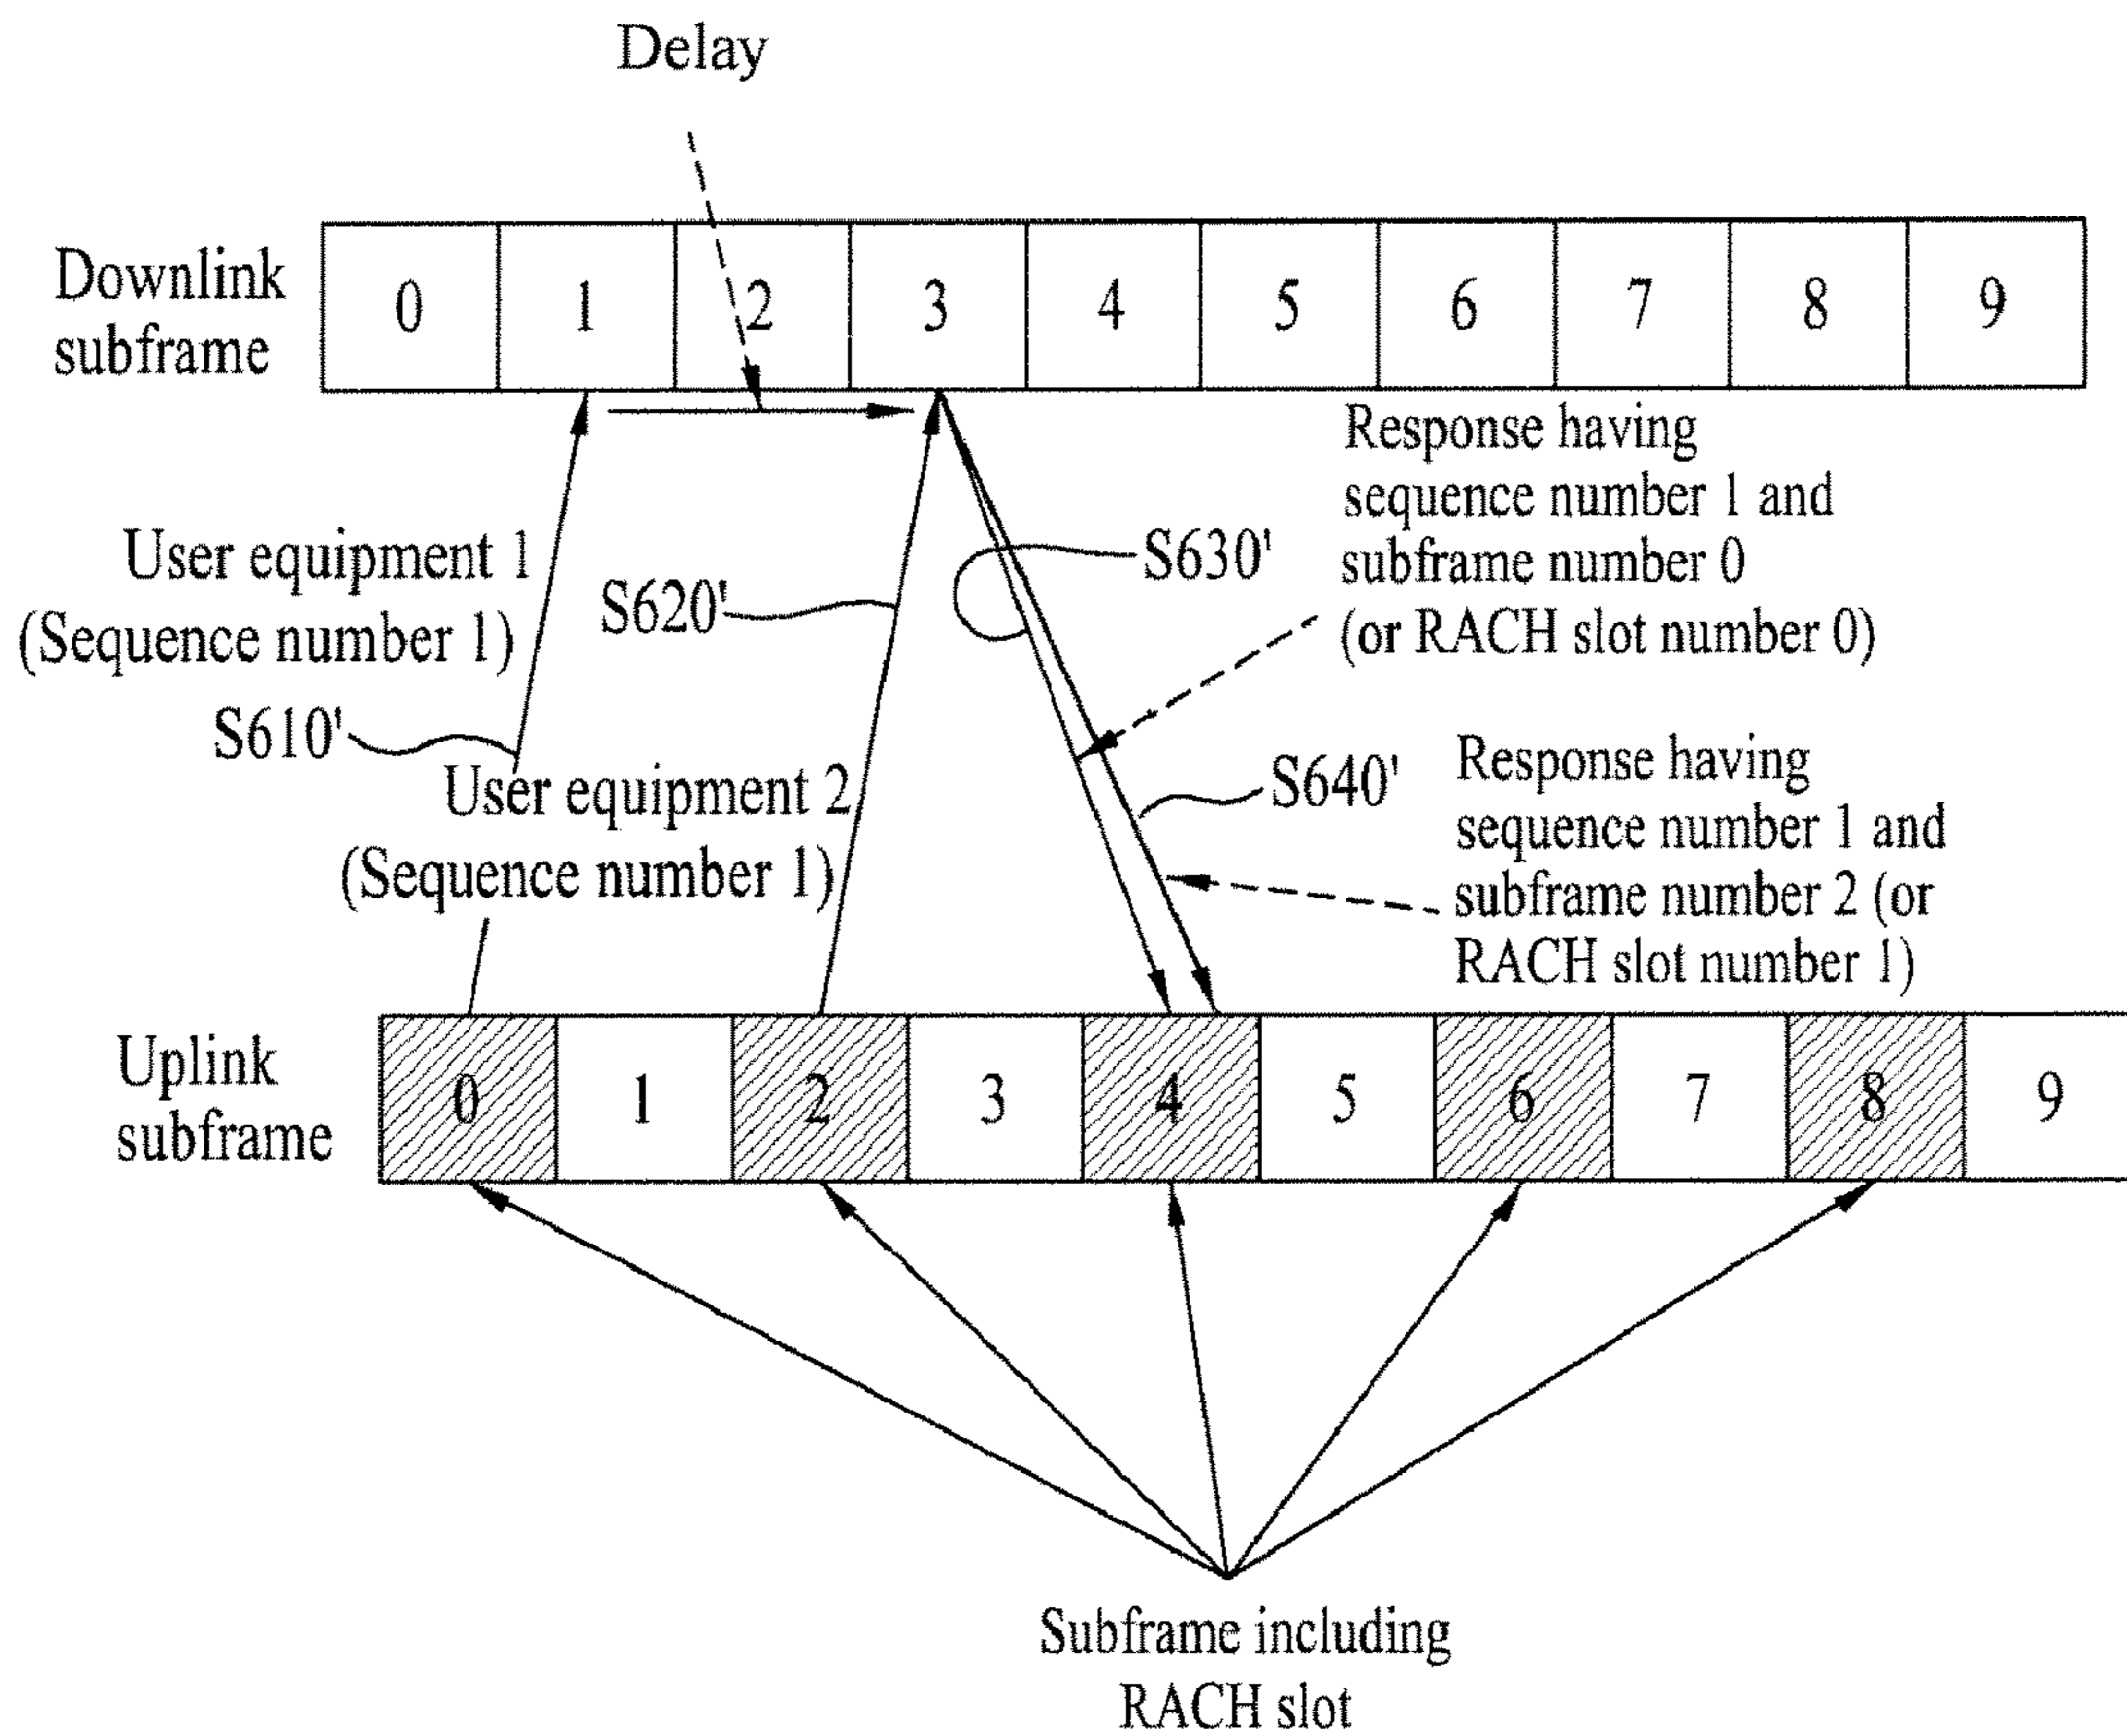 Delay
Downlink
subframe
0 1 2 3 4 5 6 7 8 9
Response having
sequence number 1 and
subframe number 0
(or RACH slot number 0)
User equipment 1
(Sequence number 1)
S610'
S620'
S630'
User equipment 2
(Sequence number 1)
S640'
Response having
sequence number 1 and
subframe number 2 (or
RACH slot number 1)
Uplink
subframe
0 1 2 3 4 5 6 7 8 9
Subframe including
RACH slot